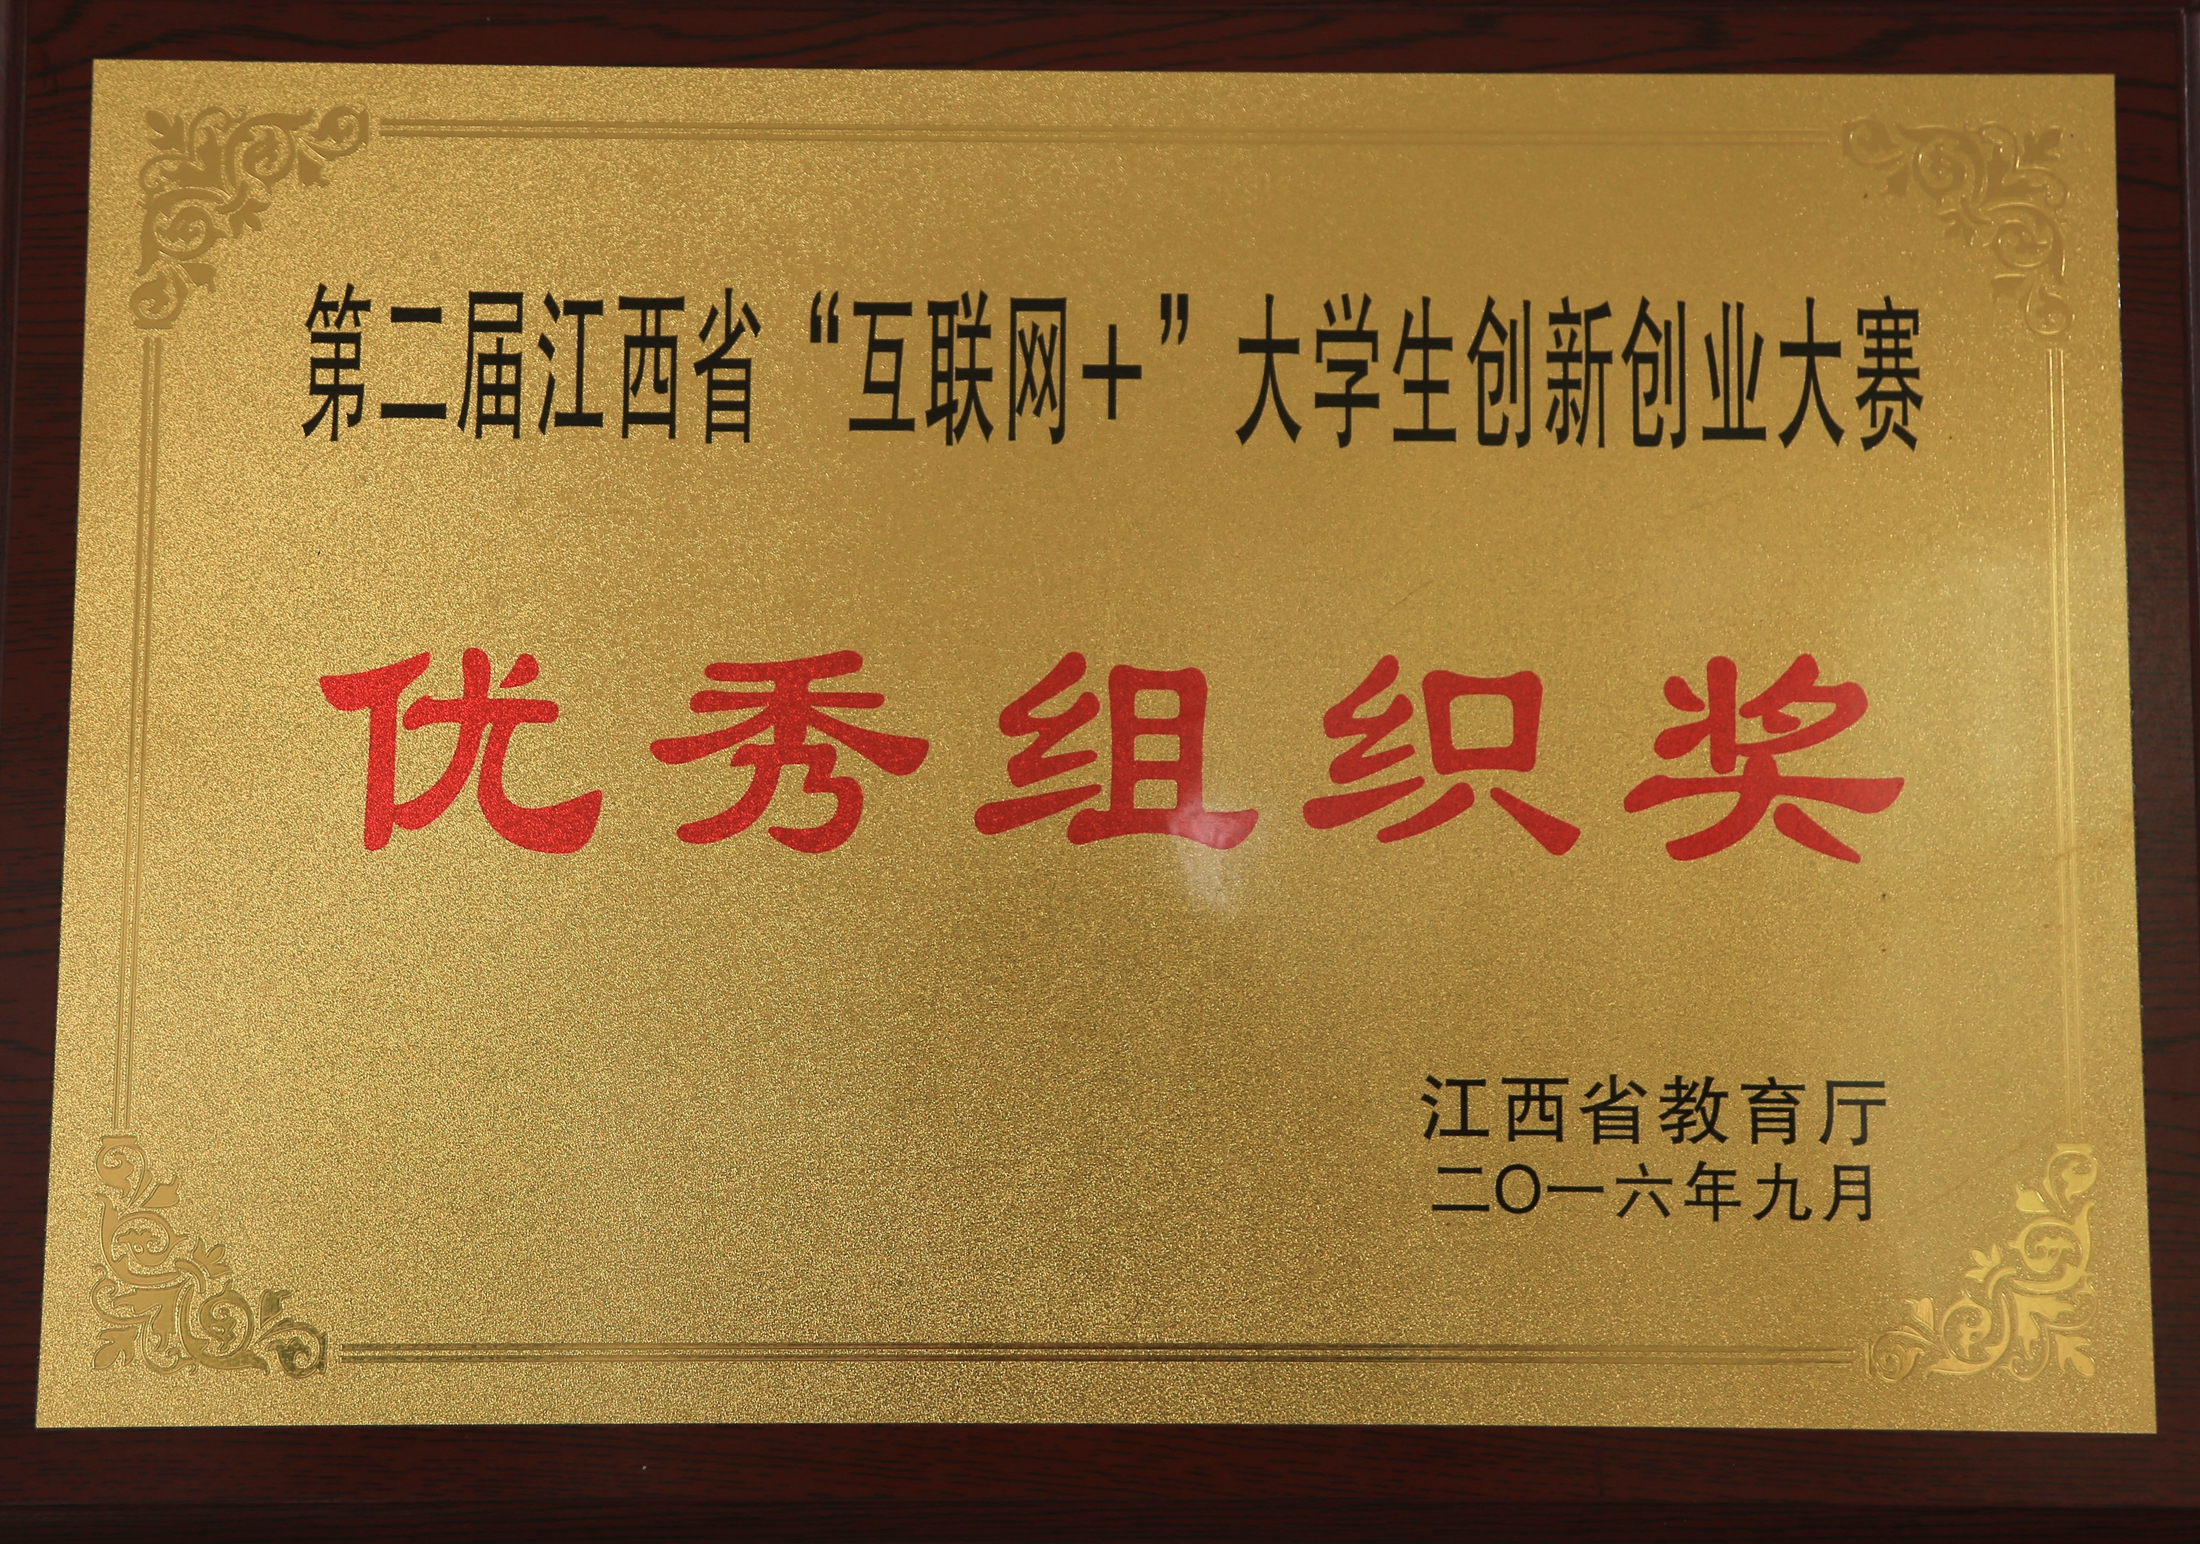 第二届江西省“互联网+”大学生创新创业大赛
优秀组织奖
江西省教育厅
二〇一六年九月